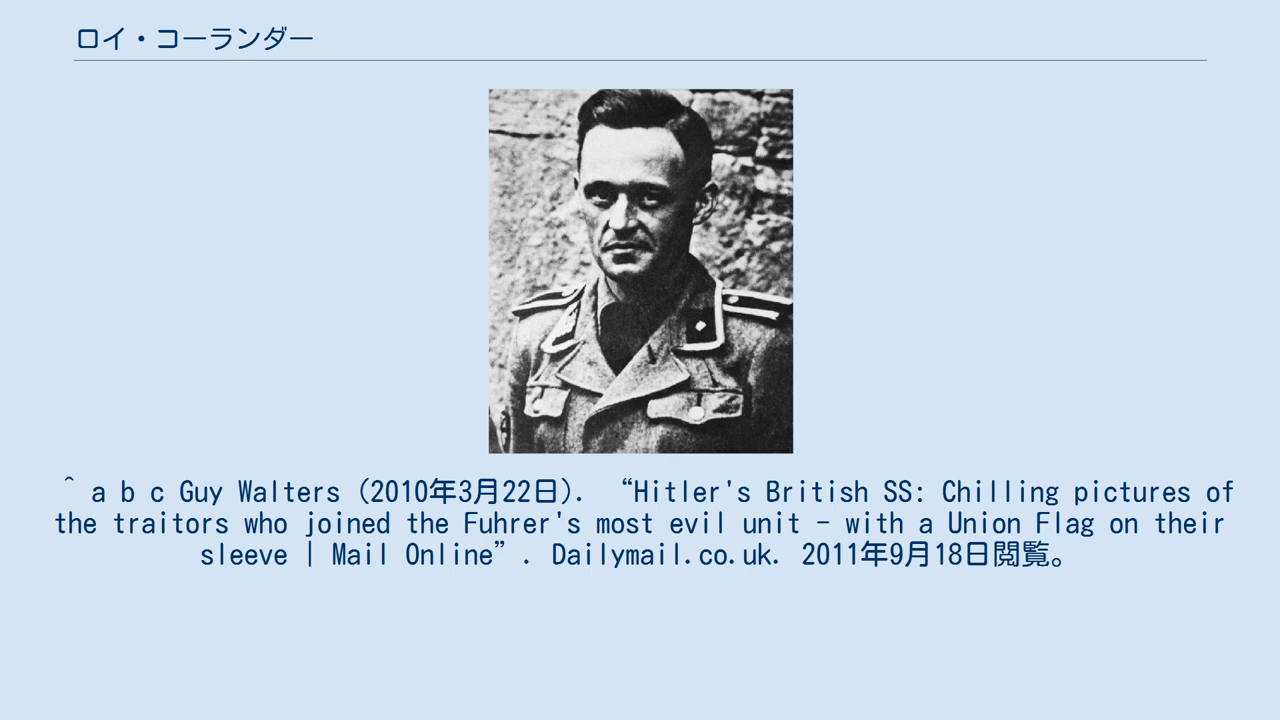 ロイ・コーランダー
^ a b c Guy Walters (2010年3月22日). “Hitler's British SS: Chilling pictures of
the traitors who joined the Fuhrer's most evil unit - with a Union Flag on their
sleeve | Mail Online”. Dailymail.co.uk. 2011年9月18日閲覧。